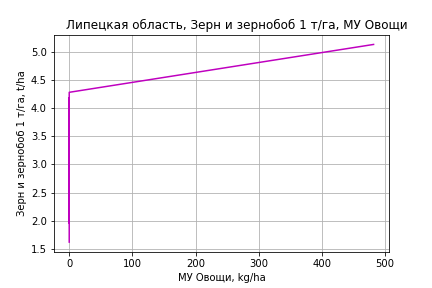 Липецкая область, Зерн и зернобоб 1 т/га, МУ Овощи
Зерн и зернобоб 1 т/га, t/ha
5.0
4.5
4.0
3.5
3.0
2.5
2.0
1.5
0 100 200 300 400 500
МУ Овощи, kg/ha